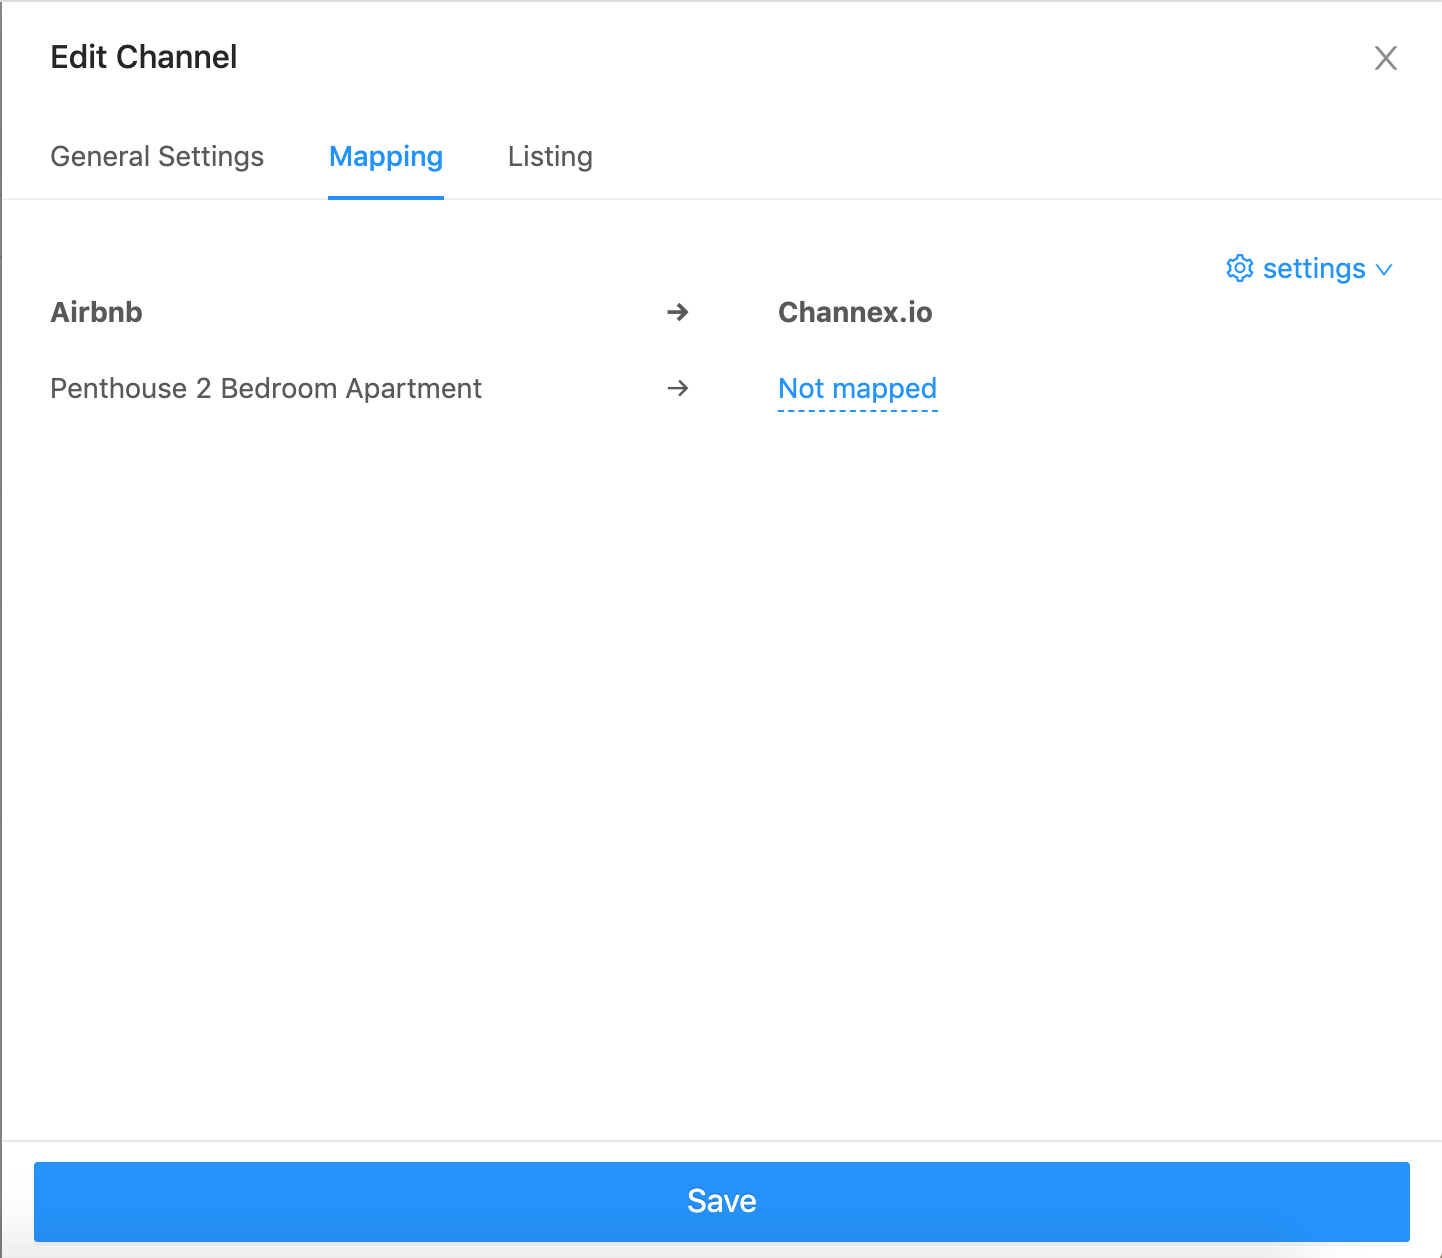 Edit Channel
General Settings Mapping Listing
settings
Airbnb → Channex.io
Penthouse 2 Bedroom Apartment → Not mapped
Save